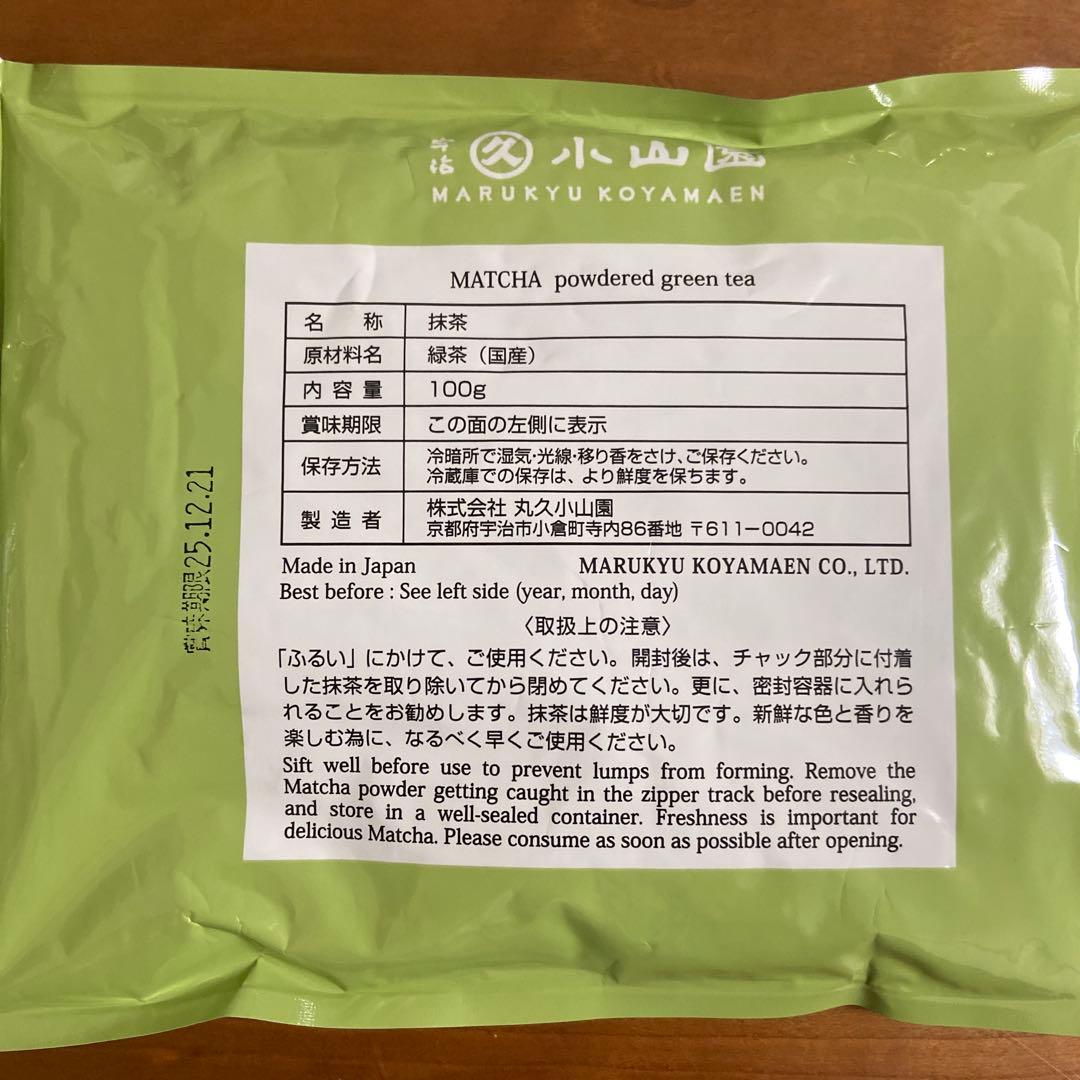 宇治 久 小山園
MARUKYU KOYAMAEN
MATCHA powdered green tea
名 称 抹茶
原材料名 緑茶（国産）
内容量 100g
賞味期限 この面の左側に表示
保存方法 冷暗所で湿気・光線・移り香をさけ、ご保存ください。
冷蔵庫での保存は、より鮮度を保ちます。
製造者 株式会社 丸久小山園
京都府宇治市小倉町寺内86番地 〒611-0042
Made in Japan MARUKYU KOYAMAEN CO., LTD.
Best before : See left side (year, month, day)
〈取扱上の注意〉
「ふるい」にかけて、ご使用ください。開封後は、チャック部分に付着
した抹茶を取り除いてから閉めてください。更に、密封容器に入れら
れることをお勧めします。抹茶は鮮度が大切です。新鮮な色と香りを
楽しむ為に、なるべく早くご使用ください。
Sift well before use to prevent lumps from forming. Remove the
Matcha powder getting caught in the zipper track before resealing,
and store in a well-sealed container. Freshness is important for
delicious Matcha. Please consume as soon as possible after opening.
賞味期限25.12.21